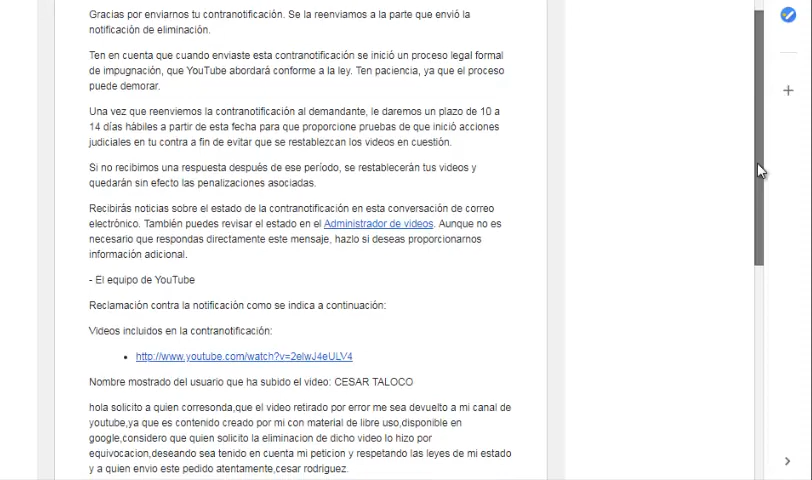 Gracias por enviarnos tu contranotificación. Se la reenviamos a la parte que envió la
notificación de eliminación.
Ten en cuenta que cuando enviaste esta contranotificación se inició un proceso legal formal
de impugnación, que YouTube abordará conforme a la ley. Ten paciencia, ya que el proceso
puede demorar.
Una vez que reenviemos la contranotificación al demandante, le daremos un plazo de 10 a
14 días hábiles a partir de esta fecha para que proporcione pruebas de que inició acciones
judiciales en tu contra a fin de evitar que se restablezcan los videos en cuestión.
Si no recibimos una respuesta después de ese período, se restablecerán tus videos y
quedarán sin efecto las penalizaciones asociadas.
Recibirás noticias sobre el estado de la contranotificación en esta conversación de correo
electrónico. También puedes revisar el estado en el Administrador de videos. Aunque no es
necesario que respondas directamente este mensaje, hazlo si deseas proporcionarnos
información adicional.
- El equipo de YouTube
Reclamación contra la notificación como se indica a continuación:
Videos incluidos en la contranotificación:
http://www.youtube.com/watch?v=2elwJ4eULV4
Nombre mostrado del usuario que ha subido el video: CESAR TALOCO
hola solicito a quien corresonda,que el video retirado por error me sea devuelto a mi canal de
youtube,ya que es contenido creado por mi con material de libre uso,disponible en
google,considero que quien solicito la eliminacion de dicho video lo hizo por
equivocacion,deseando sea tenido en cuenta mi peticion y respetando las leyes de mi estado
y a quien envio este pedido atentamente,cesar rodriguez.